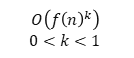 O(f(n)^k)
0 < k < 1